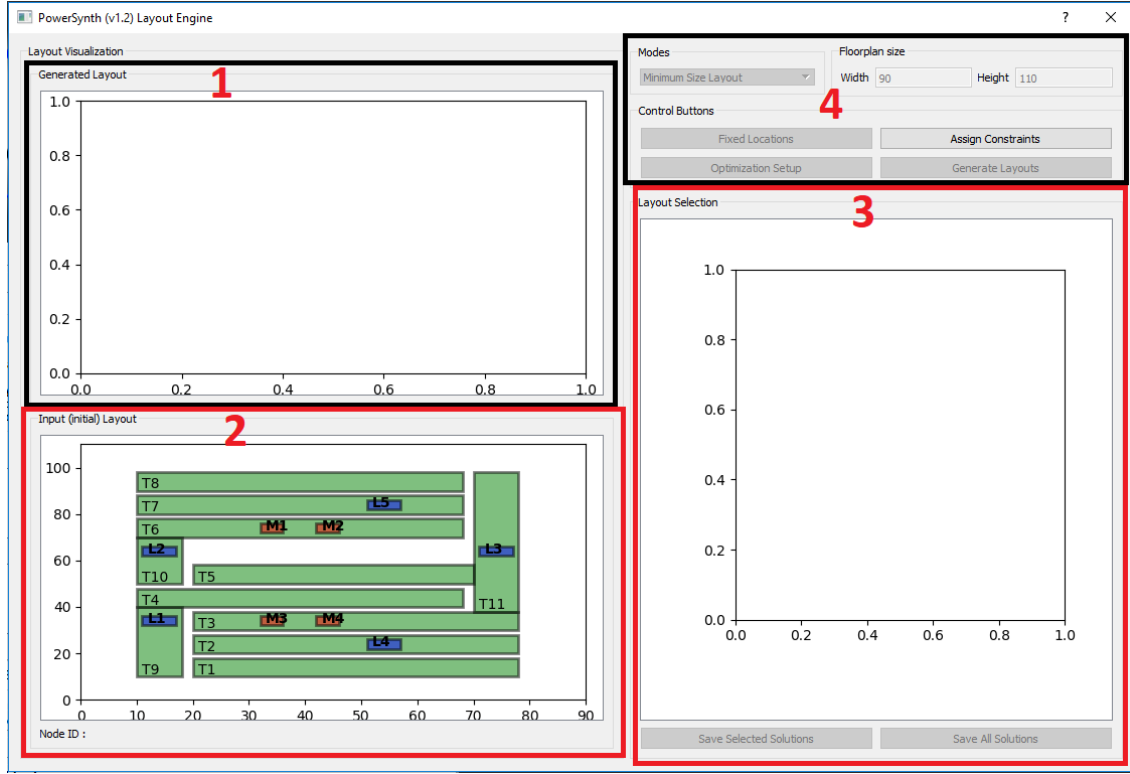 PowerSynth (v1.2) Layout Engine
? ×
Layout Visualization
Generated Layout
1
1.0
0.8
0.6
0.4
0.2
0.0
0.0 0.2 0.4 0.6 0.8 1.0
Input (initial) Layout
2
100
80
60
40
20
0
0 10 20 30 40 50 60 70 80 90
T8
T7 L5
T6 M1 M2
L2 L3
T10 T5
T4 T11
L1 T3 M3 M4
T2 L4
T9 T1
Node ID :
Modes
Minimum Size Layout
Floorplan size
Width 90 Height 110
4
Control Buttons
Fixed Locations Assign Constraints
Optimization Setup Generate Layouts
Layout Selection
3
1.0
0.8
0.6
0.4
0.2
0.0
0.0 0.2 0.4 0.6 0.8 1.0
Save Selected Solutions Save All Solutions